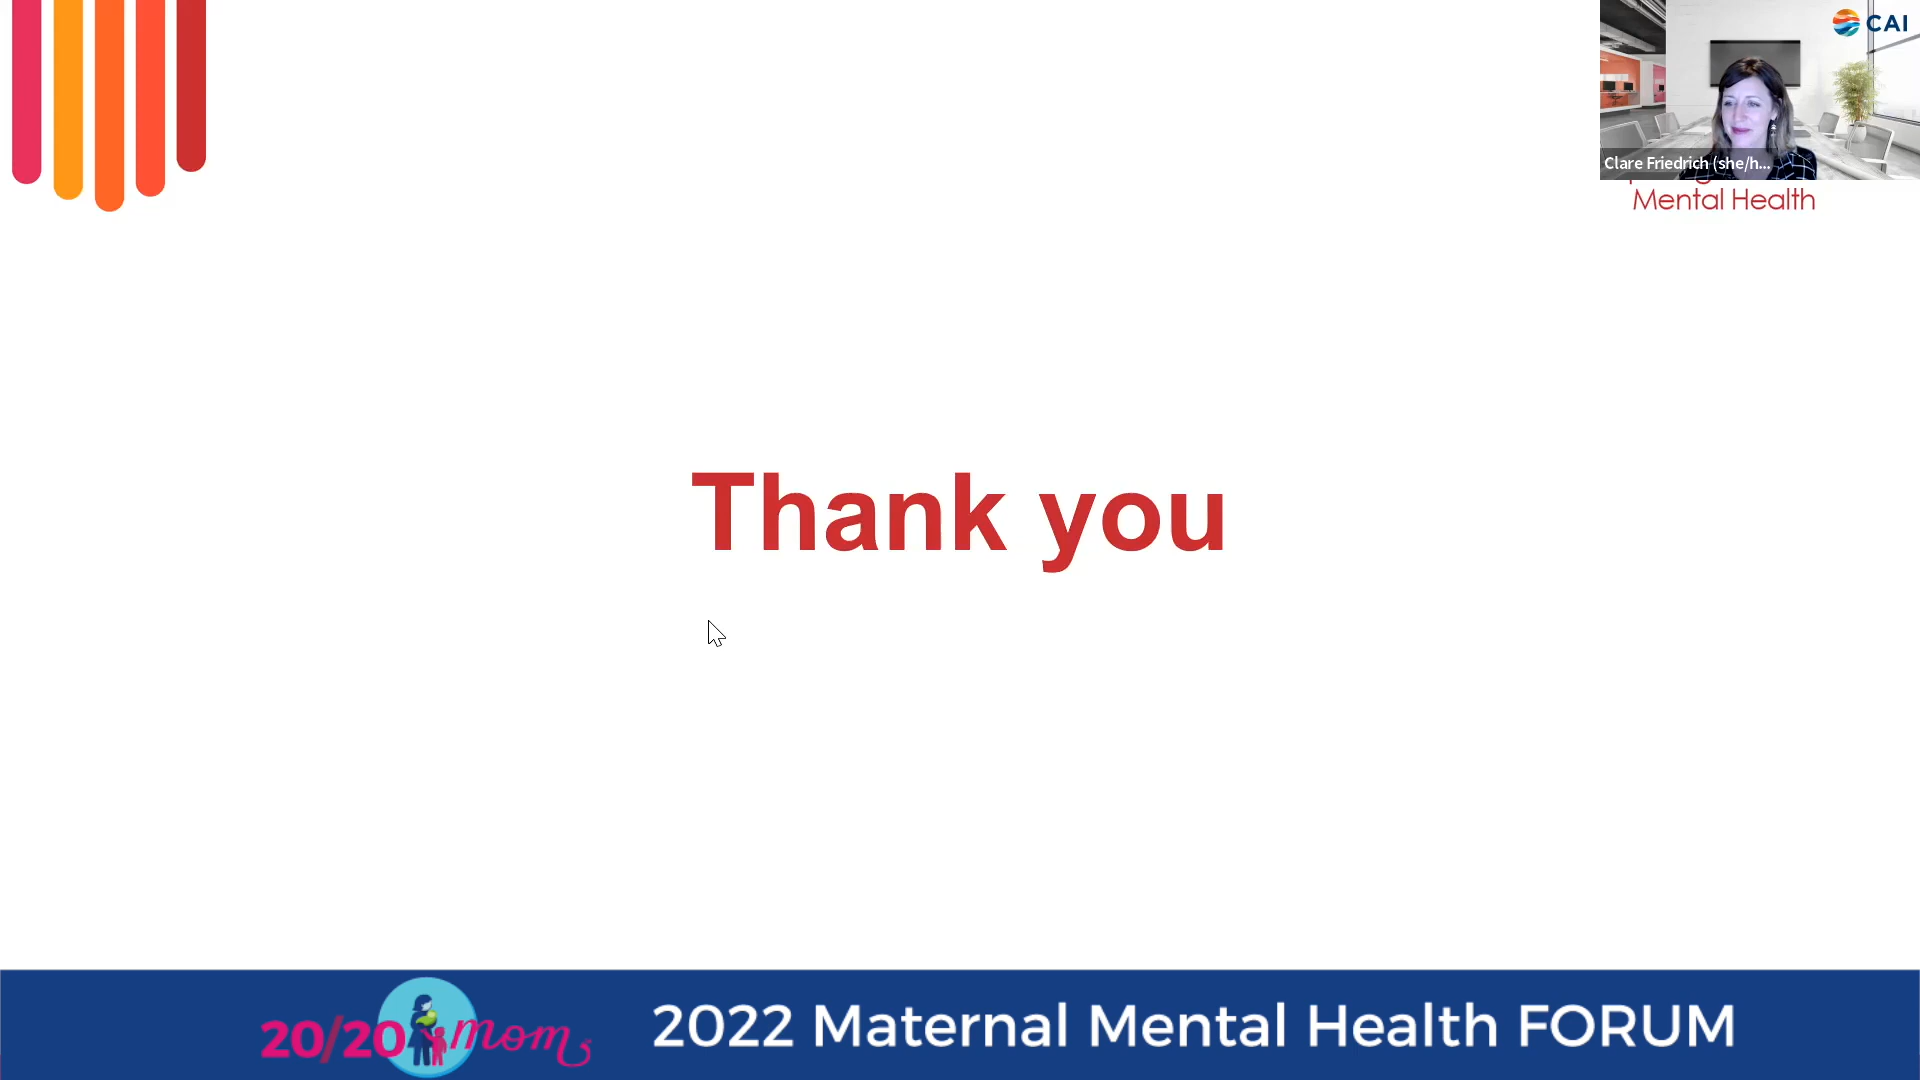 CAI
Clare Friedrich (she/h...
Mental Health
Thank you
20/20 mom
2022 Maternal Mental Health FORUM